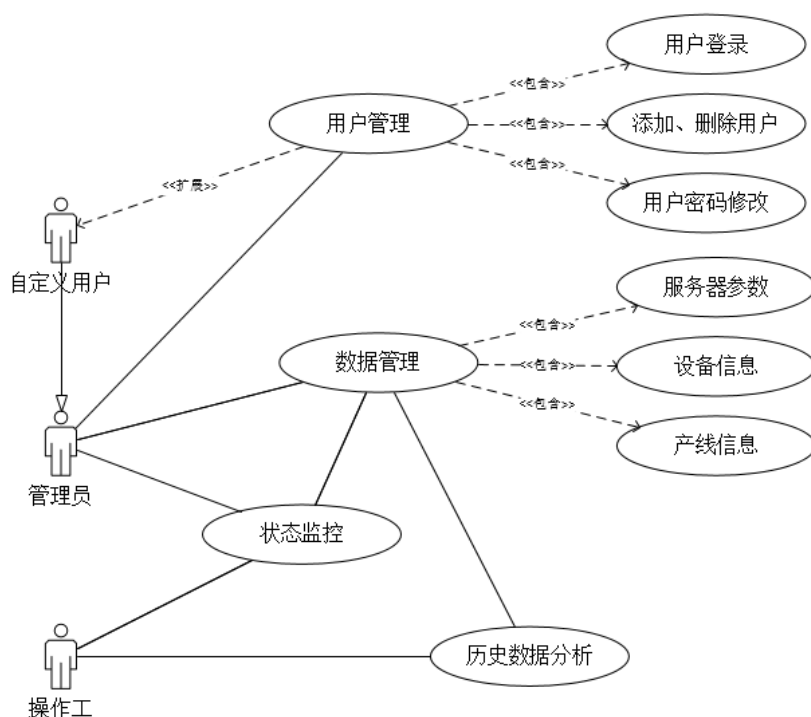 用户登录
<<包含>>
用户管理
<<包含>>
添加、删除用户
<<包含>>
<<扩展>>
用户密码修改
自定义用户
服务器参数
<<包含>>
数据管理
<<包含>>
设备信息
<<包含>>
产线信息
管理员
状态监控
历史数据分析
操作工